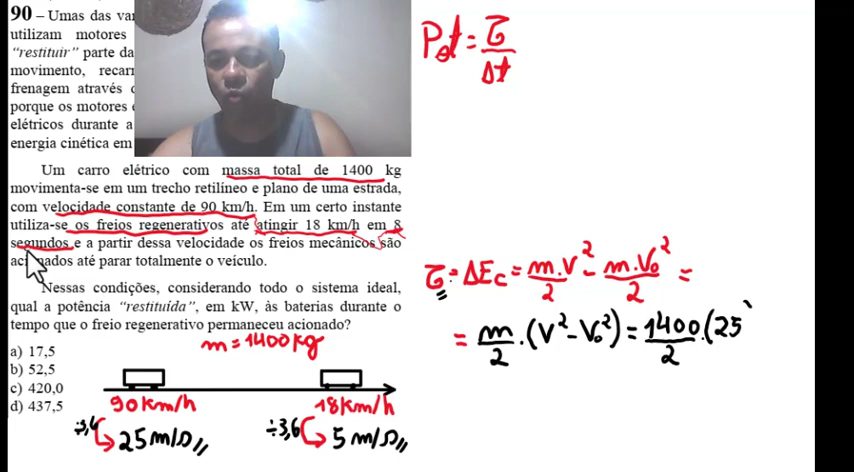 90 – Umas das
utilizam motores
"restituir" parte da
movimento,
frenagem através
porque os motores
elétricos durante a
energia cinética em
Um carro elétrico com massa total de 1400 kg
movimenta-se em um trecho retilíneo e plano de uma estrada,
com velocidade constante de 90 km/h. Em um certo instante
utiliza-se os freios regenerativos até atingir 18 km/h em 8
segundos e a partir dessa velocidade os freios mecânicos são
até parar totalmente o veículo.
Nessas condições, considerando todo o sistema ideal,
qual a potência "restituída", em kW, às baterias durante o
tempo que o freio regenerativo permaneceu acionado?
a) 17,5
b) 52,5
c) 420,0
d) 437,5
m = 1400 kg
90 km/h 18 km/h
÷3,6 25 m/s ÷3,6 5 m/s
Pot = τ/Δt
τ = ΔEc = m.V²/2 - m.V₀²/2 =
= m/2 .(V² - V₀²) = 1400/2 .(25